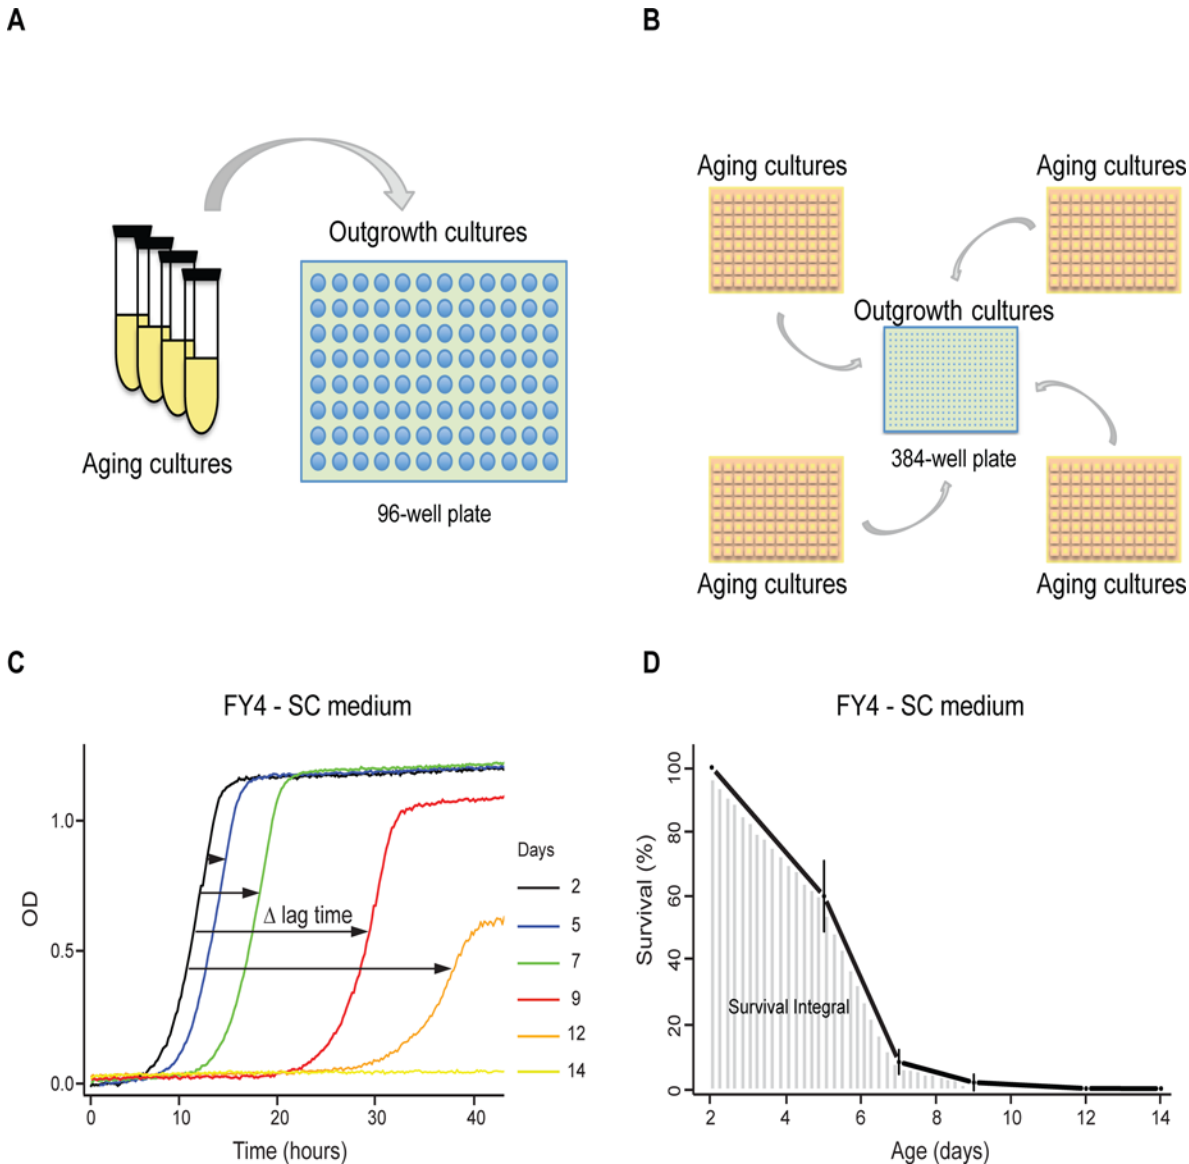 A
B
Aging cultures
Aging cultures
Outgrowth cultures
Outgrowth cultures
Aging cultures
96-well plate
384-well plate
Aging cultures
Aging cultures
C
D
FY4 - SC medium
FY4 - SC medium
OD
1.0
0.5
0.0
Δ lag time
0
10
20
30
40
Time (hours)
Days
2
5
7
9
12
14
Survival (%)
100
80
60
40
20
0
Survival Integral
2
4
6
8
10
12
14
Age (days)